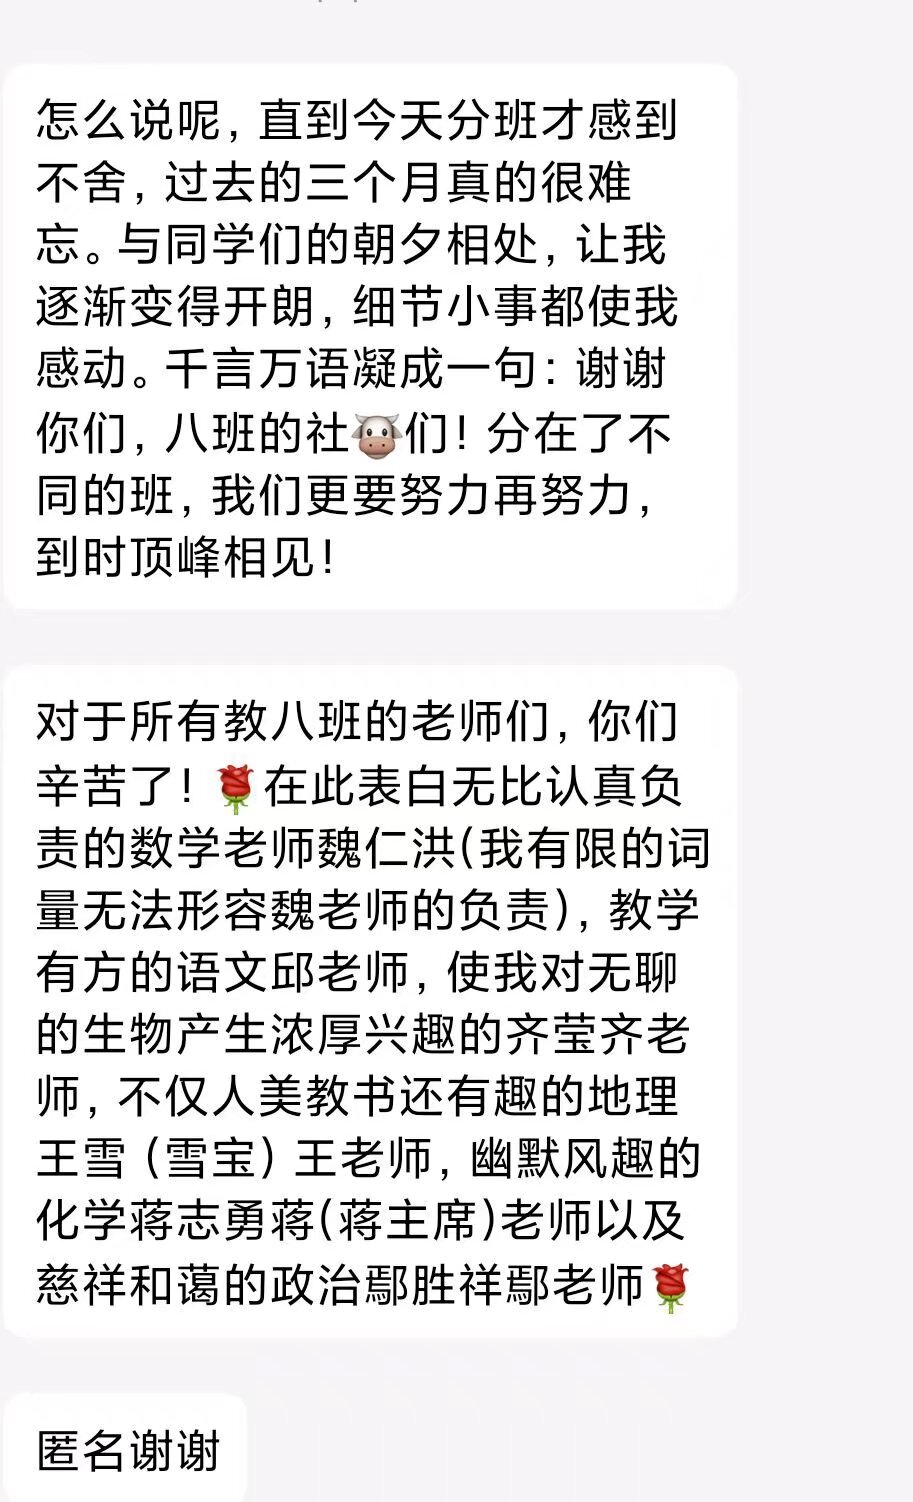 怎么说呢，直到今天分班才感到
不舍，过去的三个月真的很难
忘。与同学们的朝夕相处，让我
逐渐变得开朗，细节小事都使我
感动。千言万语凝成一句：谢谢
你们，八班的社🐮们！分在了不
同的班，我们更要努力再努力，
到时顶峰相见！
对于所有教八班的老师们，你们
辛苦了！🌹在此表白无比认真负
责的数学老师魏仁洪(我有限的词
量无法形容魏老师的负责)，教学
有方的语文邱老师，使我对无聊
的生物产生浓厚兴趣的齐莹齐老
师，不仅人美教书还有趣的地理
王雪（雪宝）王老师，幽默风趣的
化学蒋志勇蒋(蒋主席)老师以及
慈祥和蔼的政治鄢胜祥鄢老师🌹
匿名谢谢